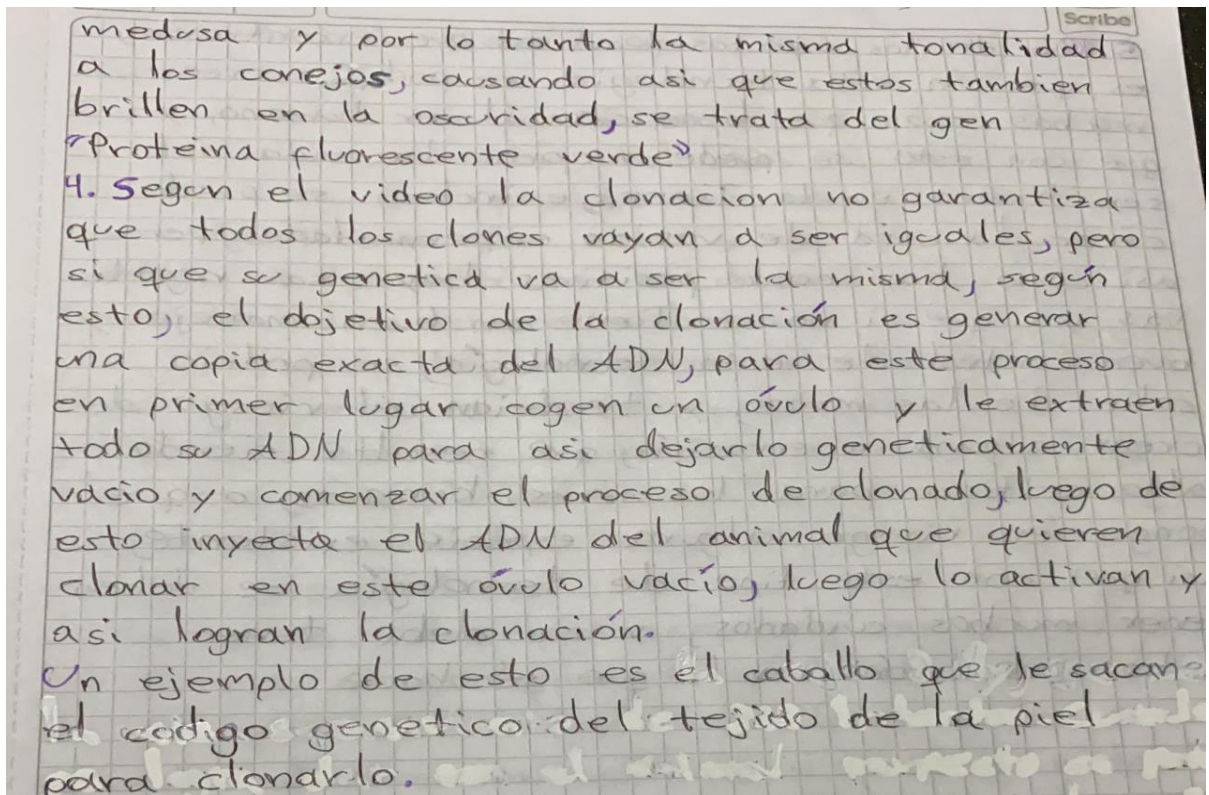 Scribe
medusa y por lo tanto la misma tonalidad
a los conejos, causando asi que estos tambien
brillen en la oscuridad, se trata del gen
"Proteina fluorescente verde"
4. Segun el video la clonacion no garantiza
que todos los clones vayan a ser iguales, pero
si que su genetica va a ser la misma, según
esto, el objetivo de la clonación es generar
una copia exacta del ADN, para este proceso
en primer lugar cogen un óvulo y le extraen
todo su ADN para asi dejarlo geneticamente
vacio y comenzar el proceso de clonado, luego de
esto inyecta el ADN del animal que quieren
clonar en este óvulo vacío, luego lo activan y
asi logran la clonación.
Un ejemplo de esto es el caballo que le sacan
el codigo genetico del tejido de la piel
para clonarlo.